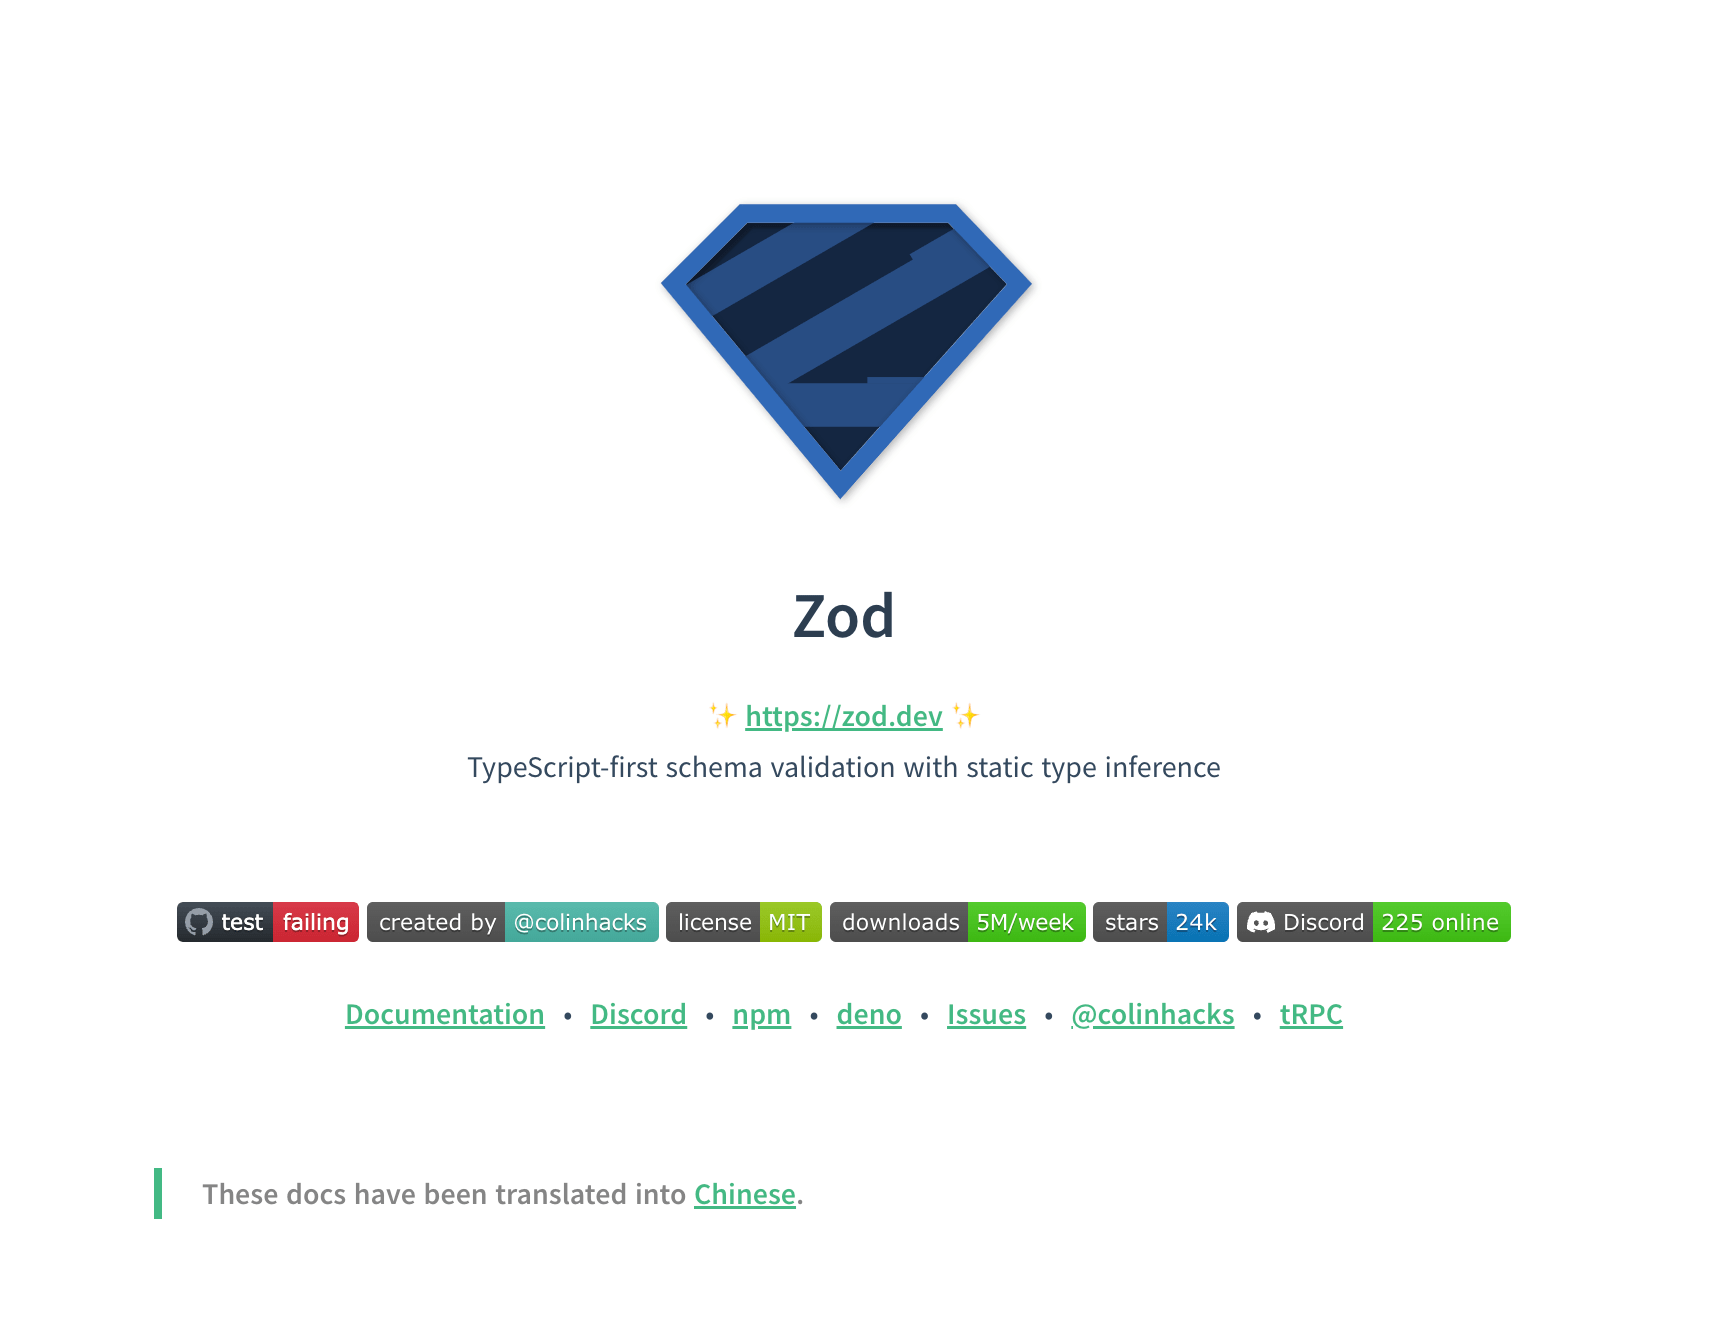 Zod
✨ https://zod.dev ✨
TypeScript-first schema validation with static type inference
test failing created by @colinhacks license MIT downloads 5M/week stars 24k Discord 225 online
Documentation • Discord • npm • deno • Issues • @colinhacks • tRPC
These docs have been translated into Chinese.